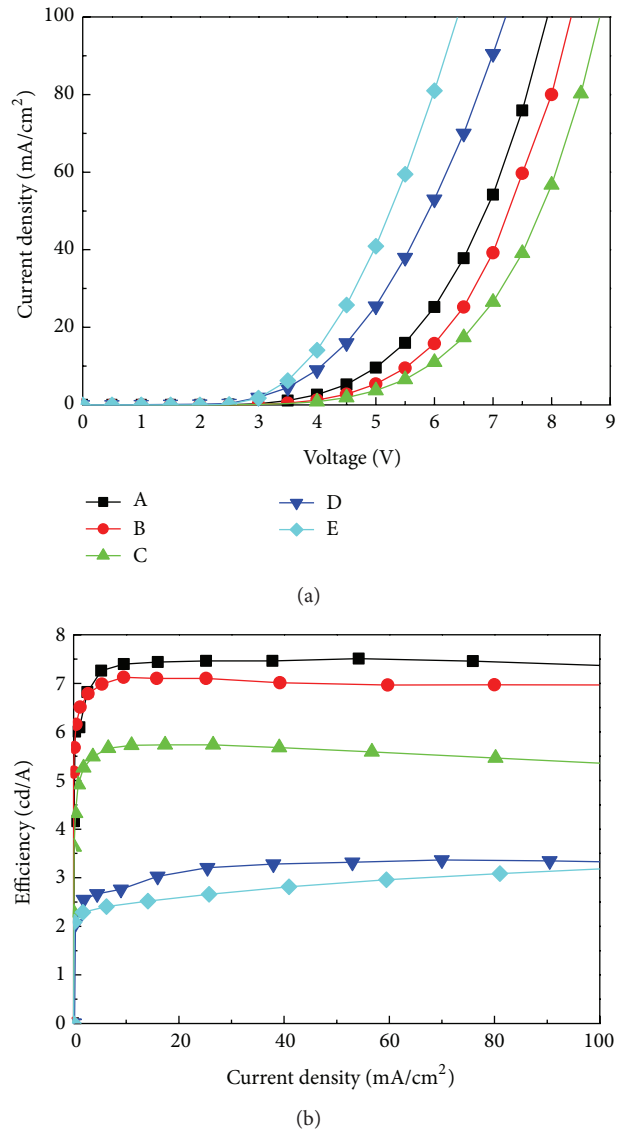 100
80
60
40
20
0
Current density (mA/cm²)
0 1 2 3 4 5 6 7 8 9
Voltage (V)
A
B
C
D
E
(a)
8
7
6
5
4
3
2
1
0
Efficiency (cd/A)
0 20 40 60 80 100
Current density (mA/cm²)
(b)